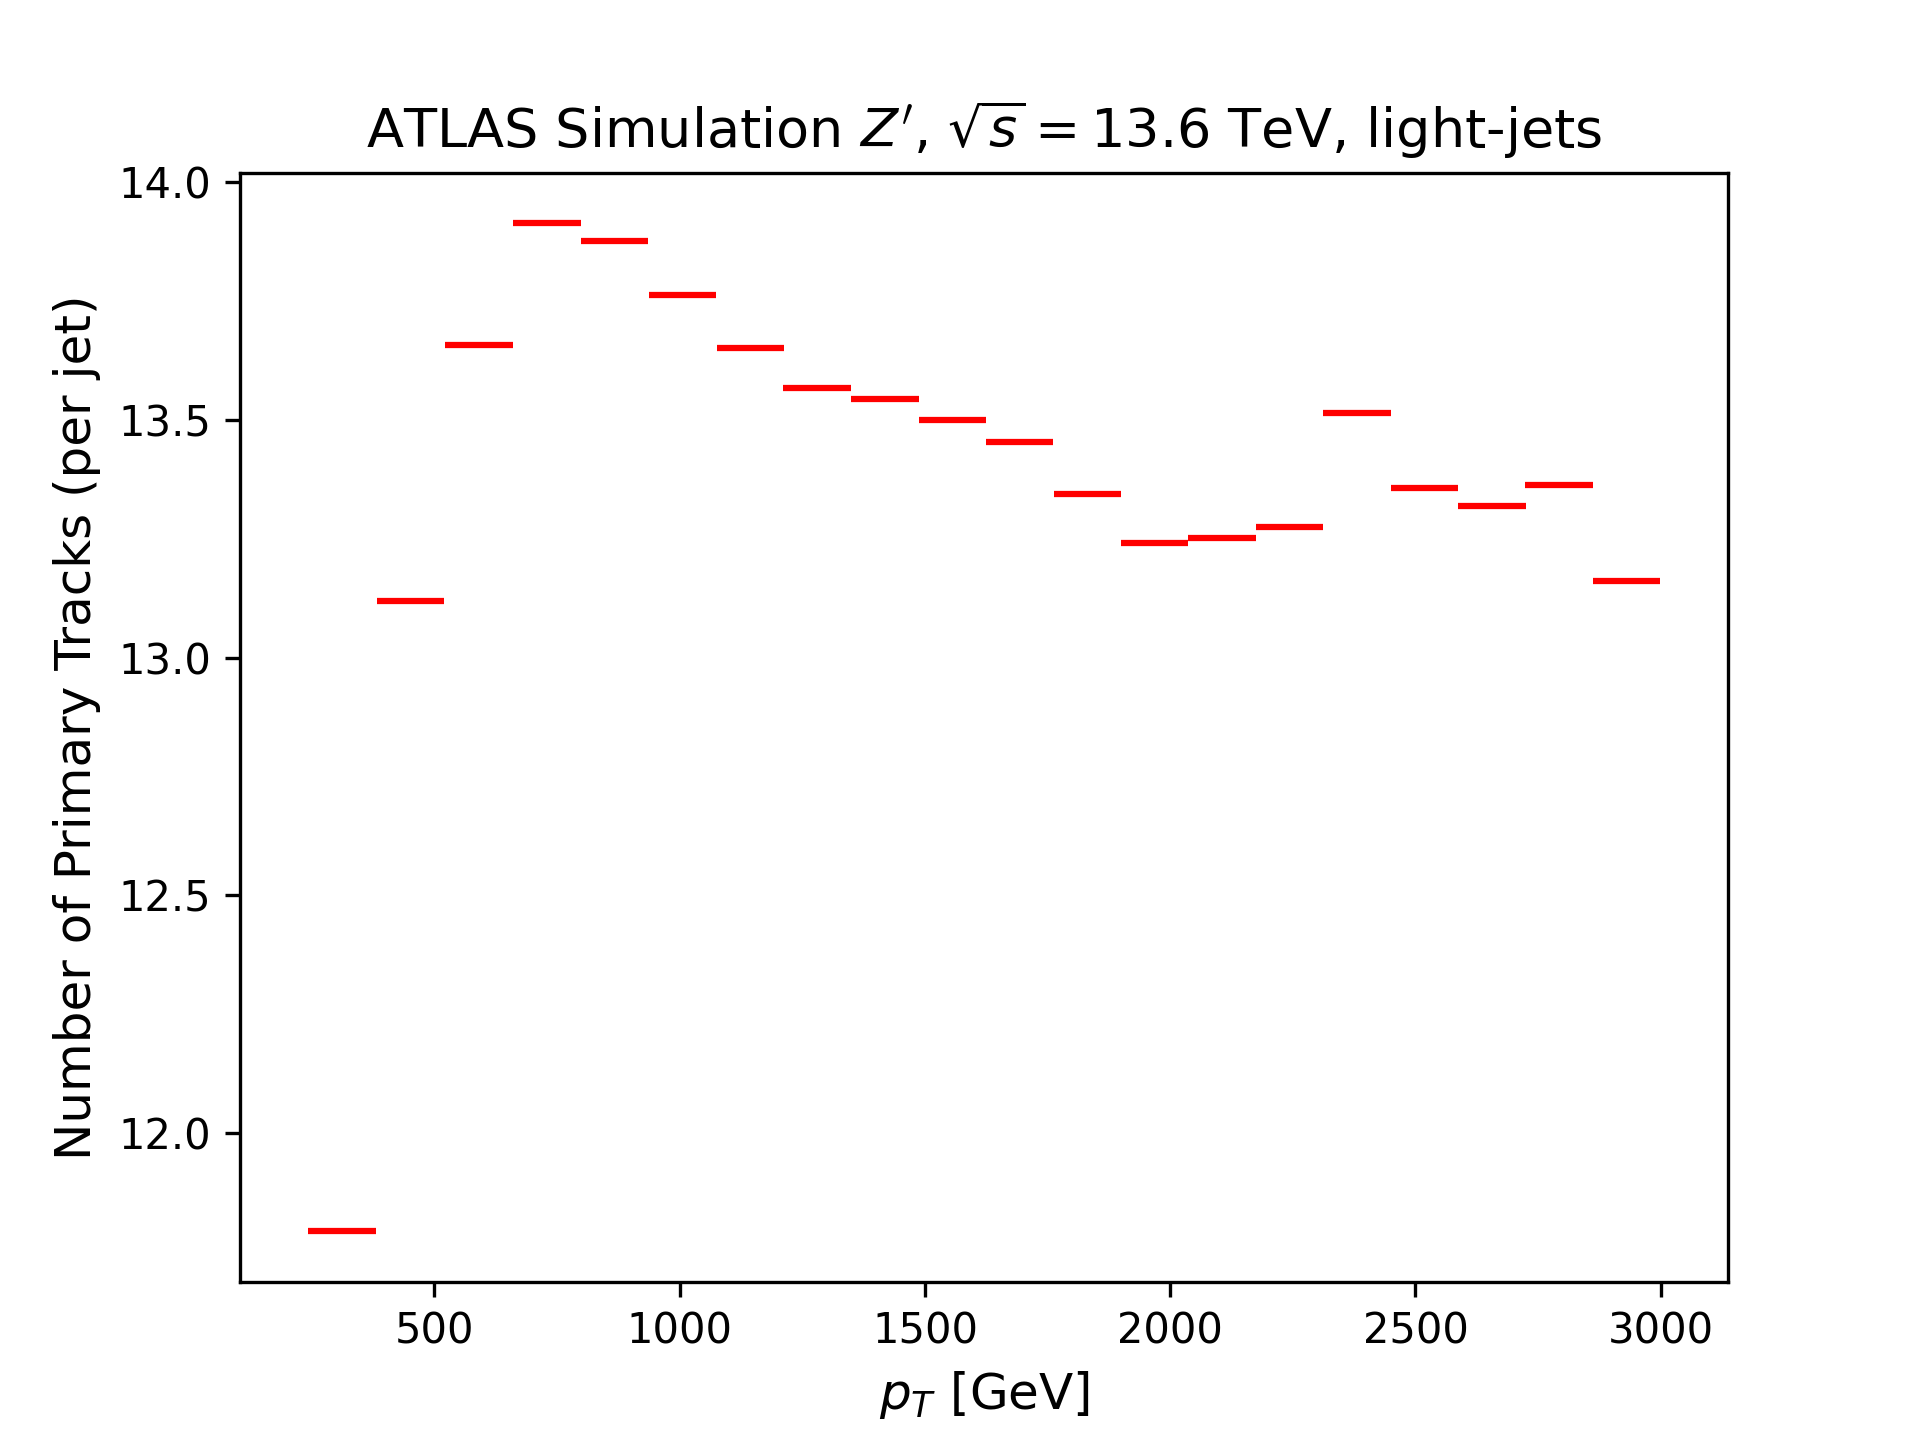 ATLAS Simulation Z′, √s = 13.6 TeV, light-jets
Number of Primary Tracks (per jet)
14.0
13.5
13.0
12.5
12.0
500 1000 1500 2000 2500 3000
p_T [GeV]